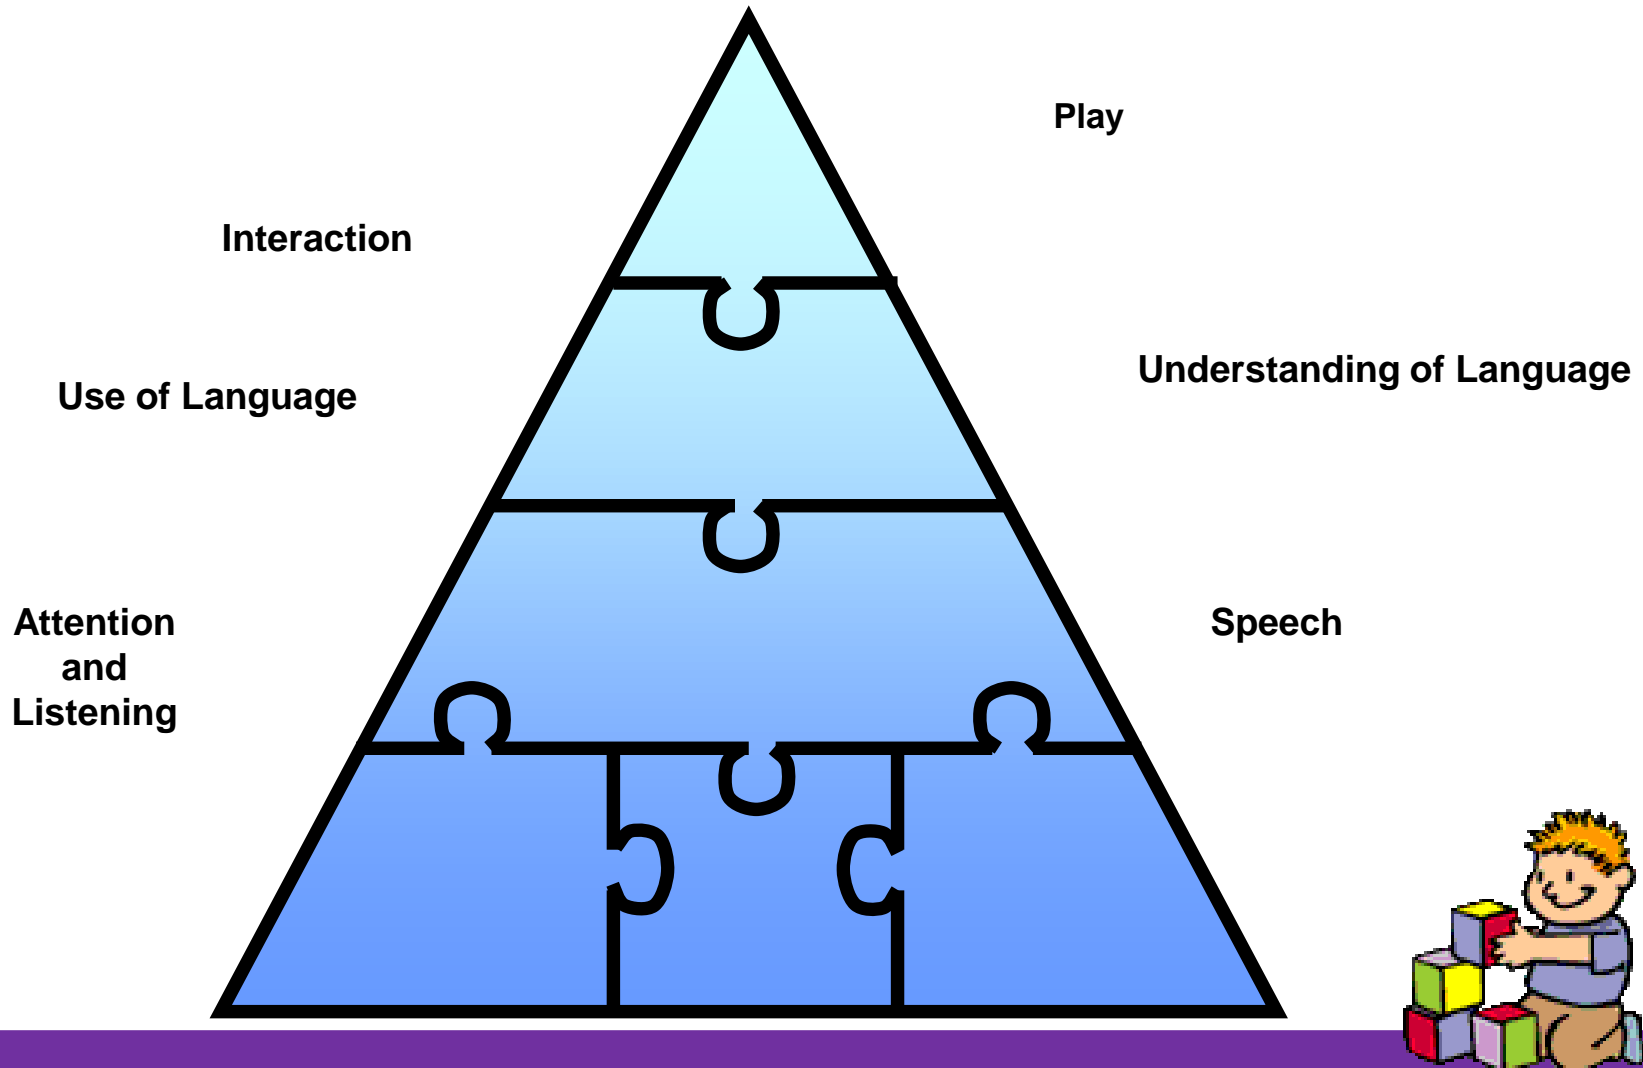 Play
Interaction
Understanding of Language
Use of Language
Attention
and
Listening
Speech